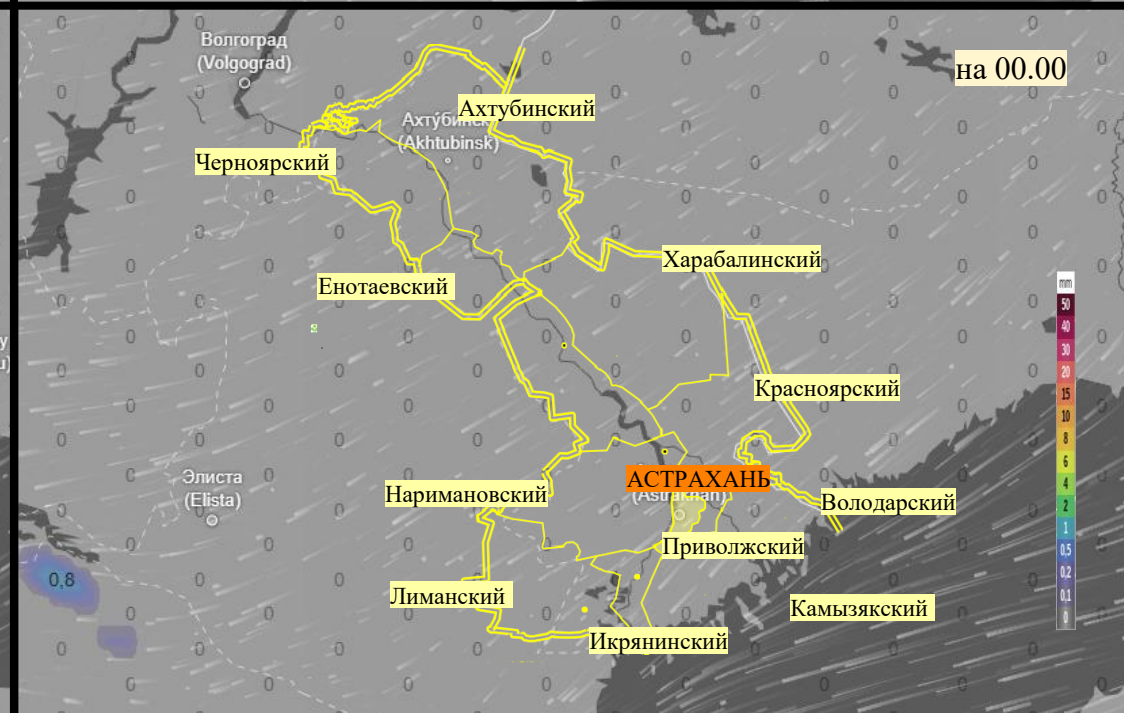 на 00.00
Волгоград
(Volgograd)
Ахтубинский
Ахту́бинск
(Akhtubinsk)
Черноярский
Харабалинский
Енотаевский
Красноярский
Элиста
(Elista)
АСТРАХАНЬ
(Astrakhan)
Наримановский
Володарский
Приволжский
0,8
Лиманский
Камызякский
Икрянинский
mm
50
40
30
20
15
10
8
6
4
2
1
0,5
0,2
0,1
0